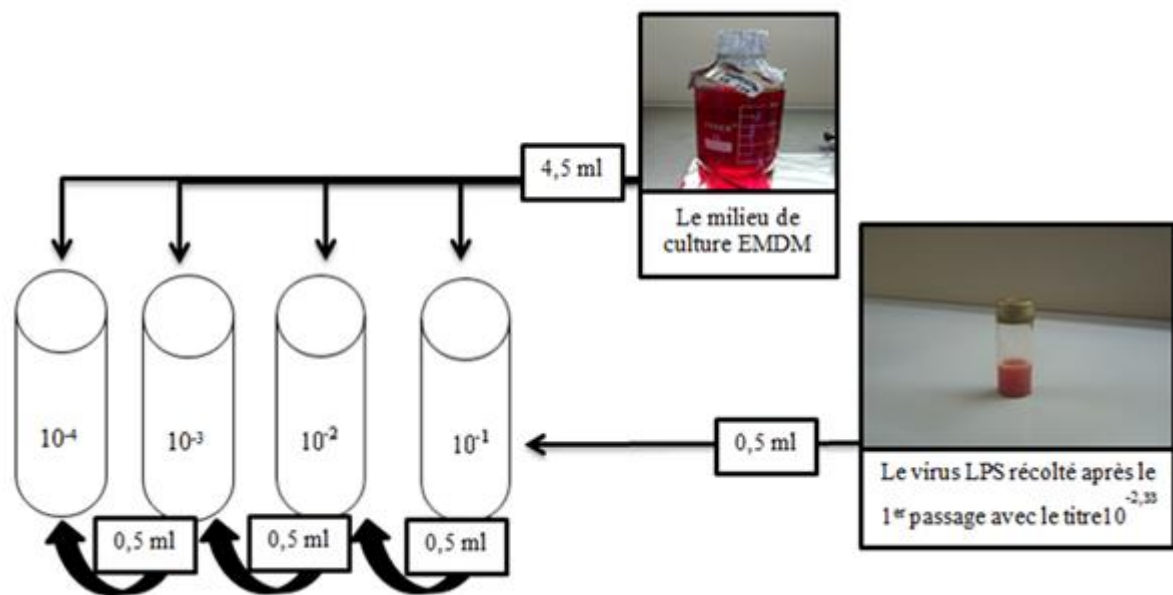 4,5 ml
Le milieu de
culture EMDM
10⁻⁴
10⁻³
10⁻²
10⁻¹
0,5 ml
Le virus LPS récolté après le
1er passage avec le titre10⁻²,³³
0,5 ml
0,5 ml
0,5 ml